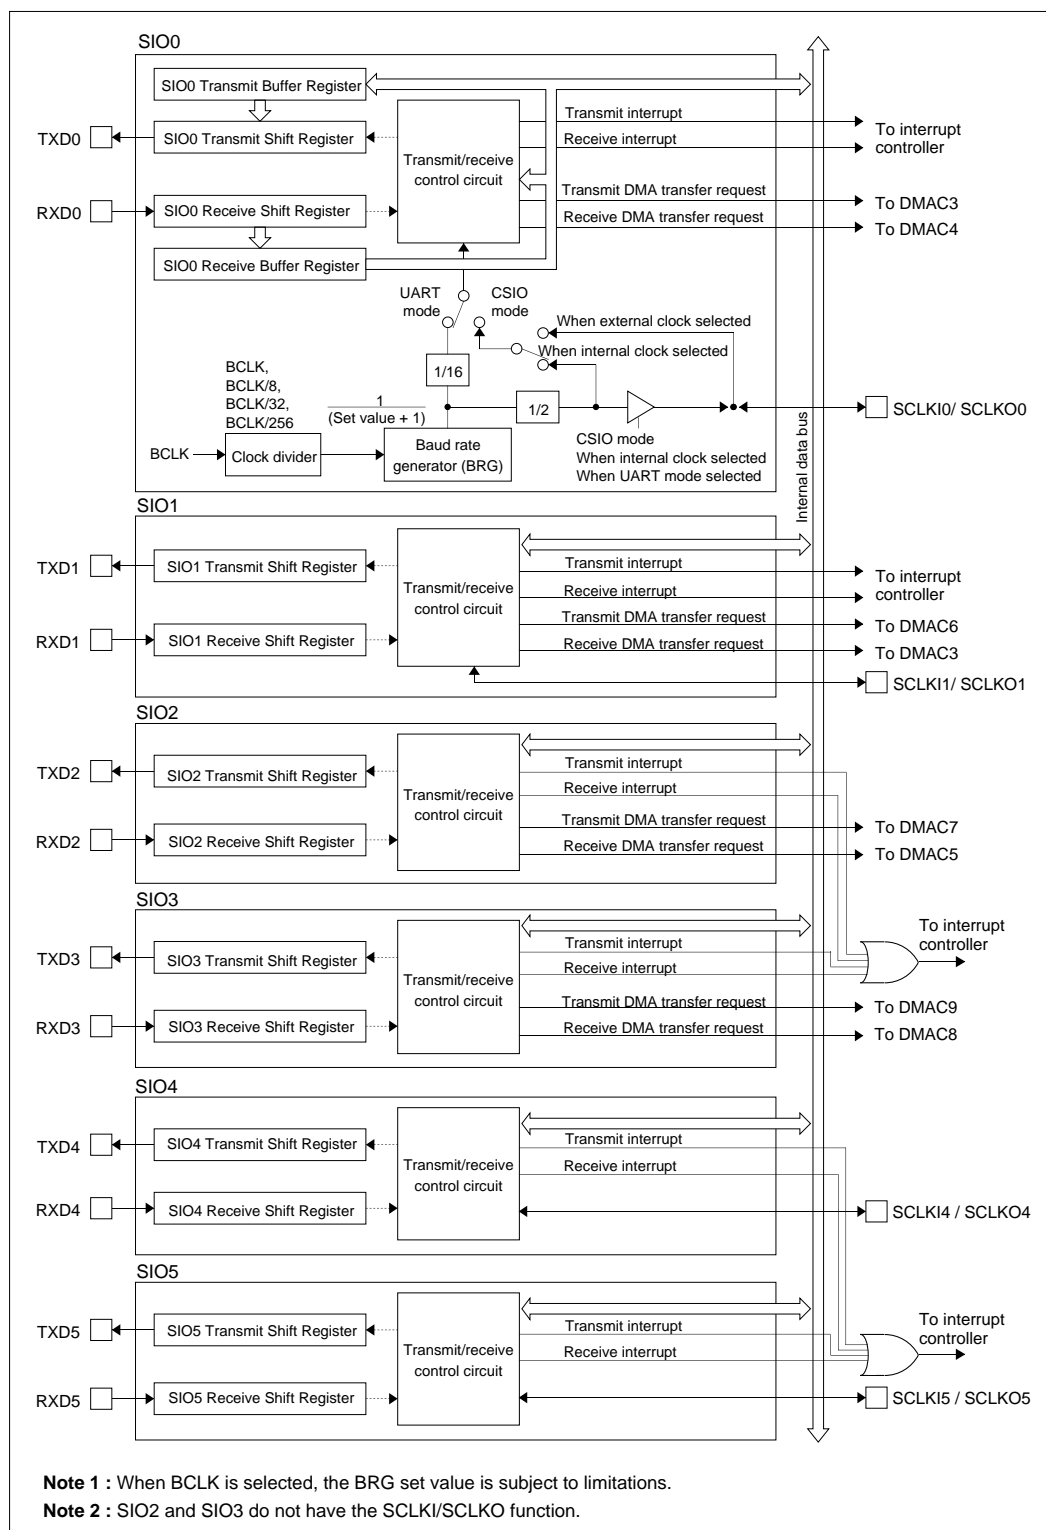 SIO0
SIO0 Transmit Buffer Register
TXD0
SIO0 Transmit Shift Register
RXD0
SIO0 Receive Shift Register
SIO0 Receive Buffer Register
Transmit/receive
control circuit
Transmit interrupt
Receive interrupt
To interrupt
controller
Transmit DMA transfer request
To DMAC3
Receive DMA transfer request
To DMAC4
UART
mode
CSIO
mode
When external clock selected
When internal clock selected
BCLK,
BCLK/8,
BCLK/32,
BCLK/256
1/16
1
(Set value + 1)
1/2
BCLK
Clock divider
Baud rate
generator (BRG)
CSIO mode
When internal clock selected
When UART mode selected
SCLKI0/ SCLKO0
Internal data bus
SIO1
TXD1
SIO1 Transmit Shift Register
RXD1
SIO1 Receive Shift Register
Transmit/receive
control circuit
Transmit interrupt
Receive interrupt
To interrupt
controller
Transmit DMA transfer request
To DMAC6
Receive DMA transfer request
To DMAC3
SCLKI1/ SCLKO1
SIO2
TXD2
SIO2 Transmit Shift Register
RXD2
SIO2 Receive Shift Register
Transmit/receive
control circuit
Transmit interrupt
Receive interrupt
Transmit DMA transfer request
To DMAC7
Receive DMA transfer request
To DMAC5
SIO3
TXD3
SIO3 Transmit Shift Register
RXD3
SIO3 Receive Shift Register
Transmit/receive
control circuit
Transmit interrupt
Receive interrupt
To interrupt
controller
Transmit DMA transfer request
To DMAC9
Receive DMA transfer request
To DMAC8
SIO4
TXD4
SIO4 Transmit Shift Register
RXD4
SIO4 Receive Shift Register
Transmit/receive
control circuit
Transmit interrupt
Receive interrupt
SCLKI4 / SCLKO4
SIO5
TXD5
SIO5 Transmit Shift Register
RXD5
SIO5 Receive Shift Register
Transmit/receive
control circuit
Transmit interrupt
Receive interrupt
To interrupt
controller
SCLKI5 / SCLKO5
Note 1 : When BCLK is selected, the BRG set value is subject to limitations.
Note 2 : SIO2 and SIO3 do not have the SCLKI/SCLKO function.